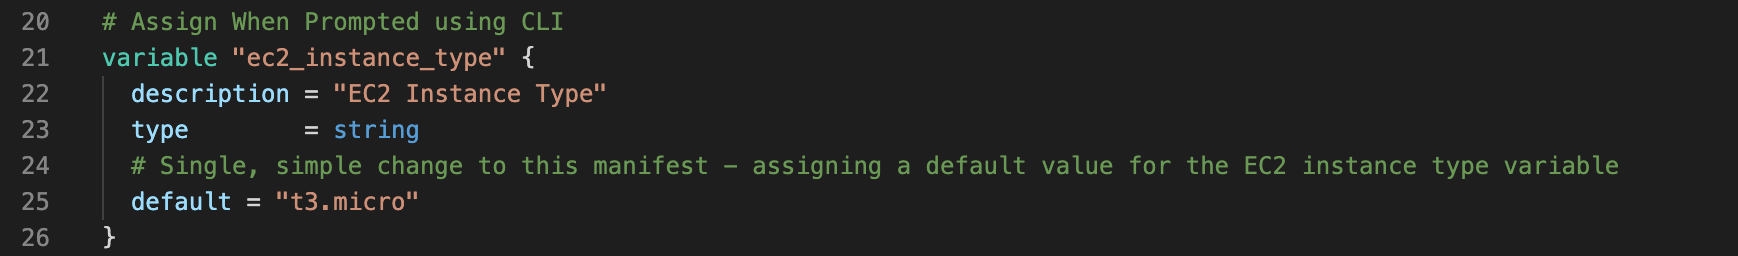 20 # Assign When Prompted using CLI
21 variable "ec2_instance_type" {
22   description = "EC2 Instance Type"
23   type        = string
24   # Single, simple change to this manifest – assigning a default value for the EC2 instance type variable
25   default = "t3.micro"
26 }